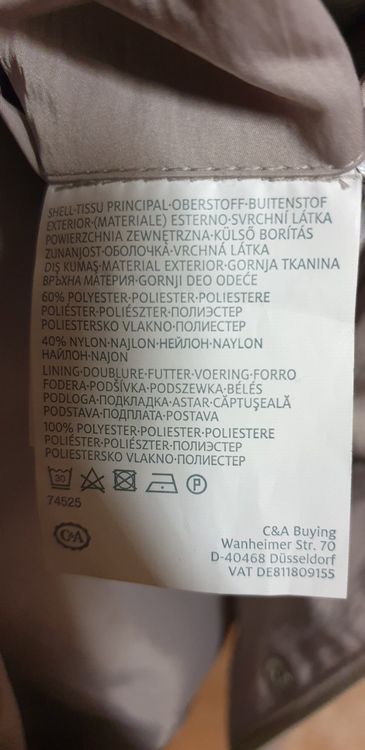 SHELL·TISSU PRINCIPAL·OBERSTOFF·BUITENSTOF
EXTERIOR·(MATERIALE) ESTERNO·SVRCHNÍ LÁTKA
POWIERZCHNIA ZEWNĘTRZNA·KÜLSŐ BORÍTÁS
ZUNANJOST·ОБОЛОЧКА·VRCHNÁ LÁTKA
DIŞ KUMAŞ·MATERIAL EXTERIOR·GORNJA TKANINA
ВРЪХНА МАТЕРИЯ·GORNJI DEO ODEĆE
60% POLYESTER·POLIESTER·POLIESTERE
POLIÉSTER·POLIÉSZTER·ПОЛИЭСТЕР
POLIESTERSKO VLAKNO·ПОЛИЕСТЕР
40% NYLON·NAJLON·НЕЙЛОН·NAYLON
НАЙЛОН·NAJON
LINING·DOUBLURE·FUTTER·VOERING·FORRO
FODERA·PODŠÍVKA·PODSZEWKA·BÉLÉS
PODLOGA·ПОДКЛАДКА·ASTAR·CĂPTUŞEALĂ
PODSTAVA·ПОДПЛАТА·POSTAVA
100% POLYESTER·POLIESTER·POLIESTERE
POLIÉSTER·POLIÉSZTER·ПОЛИЭСТЕР
POLIESTERSKO VLAKNO·ПОЛИЕСТЕР
30 P
74525
C&A
C&A Buying
Wanheimer Str. 70
D-40468 Düsseldorf
VAT DE811809155